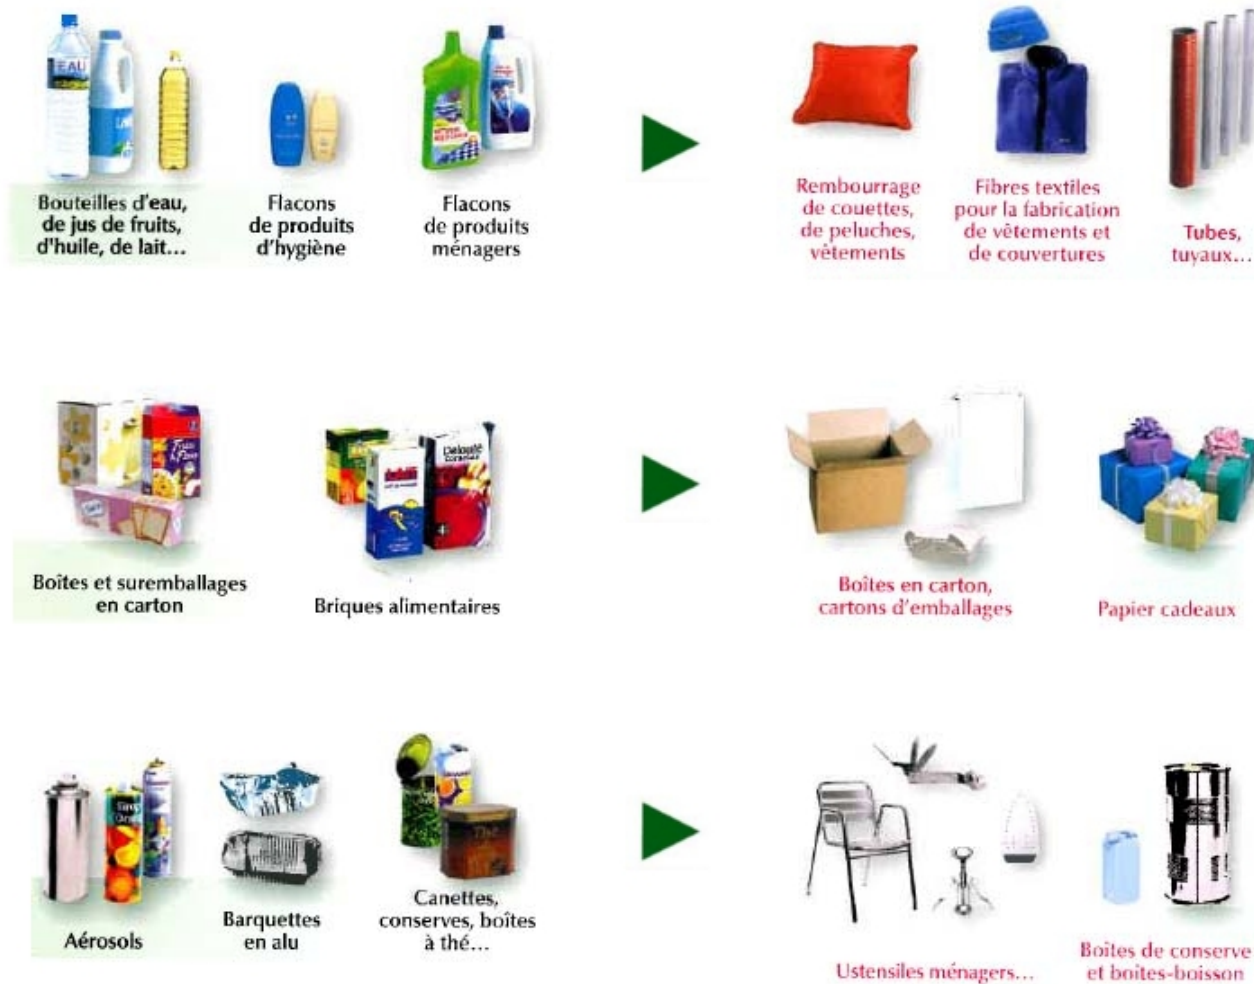 EAU
Bouteilles d'eau,
de jus de fruits,
d'huile, de lait...
Flacons
de produits
d'hygiène
Flacons
de produits
ménagers
Rembourrage
de couettes,
de peluches,
vêtements
Fibres textiles
pour la fabrication
de vêtements et
de couvertures
Tubes,
tuyaux...
Boîtes et suremballages
en carton
Briques alimentaires
Boîtes en carton,
cartons d'emballages
Papier cadeaux
Sirop
Thé
Aérosols
Barquettes
en alu
Canettes,
conserves, boîtes
à thé...
Ustensiles ménagers...
Boîtes de conserve
et boîtes-boisson